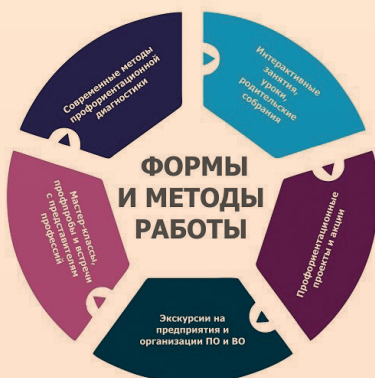 Современные методы
профориентационной
диагностики
Интерактивные
занятия,
уроки,
родительские
собрания
ФОРМЫ
И МЕТОДЫ
РАБОТЫ
Мастер-классы,
профпробы и встречи
с представителям
профессий
Профориентационные
проекты и акции
Экскурсии на
предприятия и
организации ПО и ВО